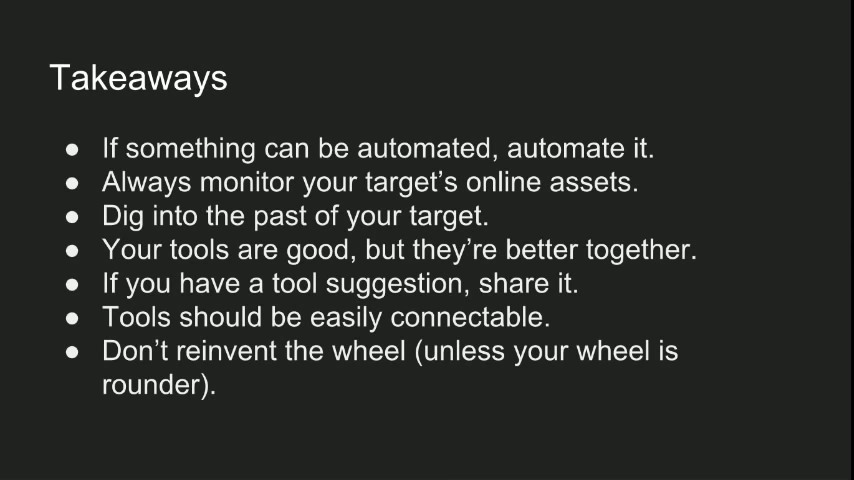 Takeaways
● If something can be automated, automate it.
● Always monitor your target’s online assets.
● Dig into the past of your target.
● Your tools are good, but they’re better together.
● If you have a tool suggestion, share it.
● Tools should be easily connectable.
● Don’t reinvent the wheel (unless your wheel is
rounder).